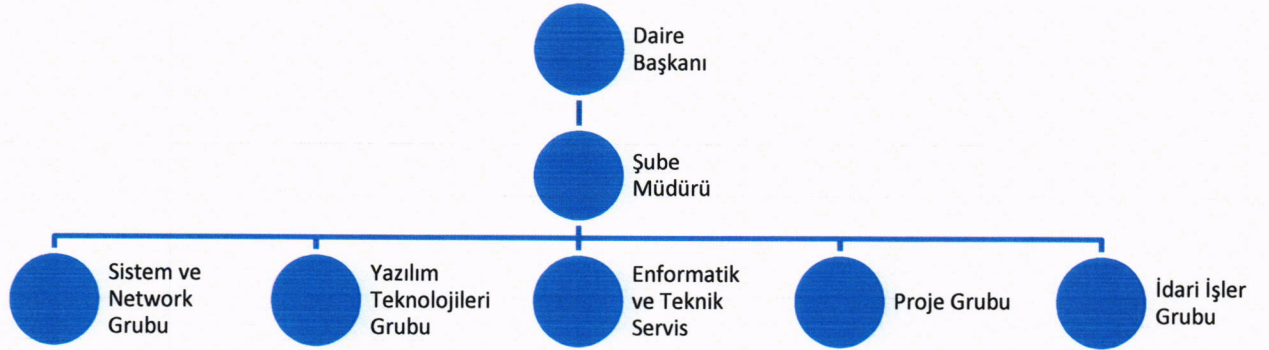 Daire
Başkanı
Şube
Müdürü
Sistem ve
Network
Grubu
Yazılım
Teknolojileri
Grubu
Enformatik
ve Teknik
Servis
Proje Grubu
İdari İşler
Grubu